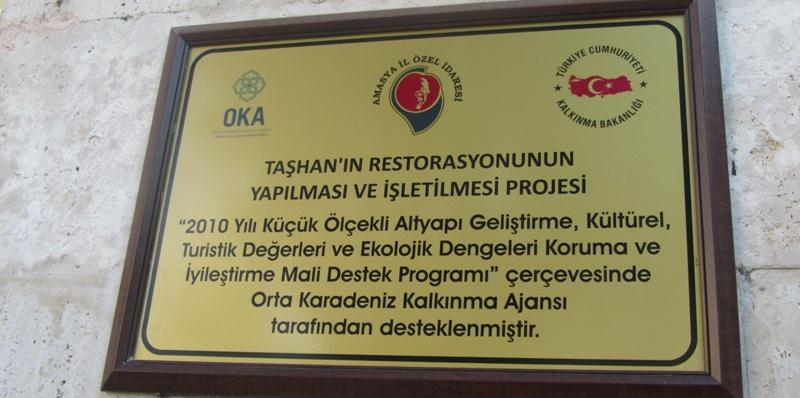 OKA
AMASYA İL ÖZEL İDARESİ
TÜRKİYE CUMHURİYETİ
KALKINMA BAKANLIĞI
TAŞHAN'IN RESTORASYONUNUN
YAPILMASI VE İŞLETİLMESİ PROJESİ
“2010 Yılı Küçük Ölçekli Altyapı Geliştirme, Kültürel,
Turistik Değerleri ve Ekolojik Dengeleri Koruma ve
İyileştirme Mali Destek Programı” çerçevesinde
Orta Karadeniz Kalkınma Ajansı
tarafından desteklenmiştir.